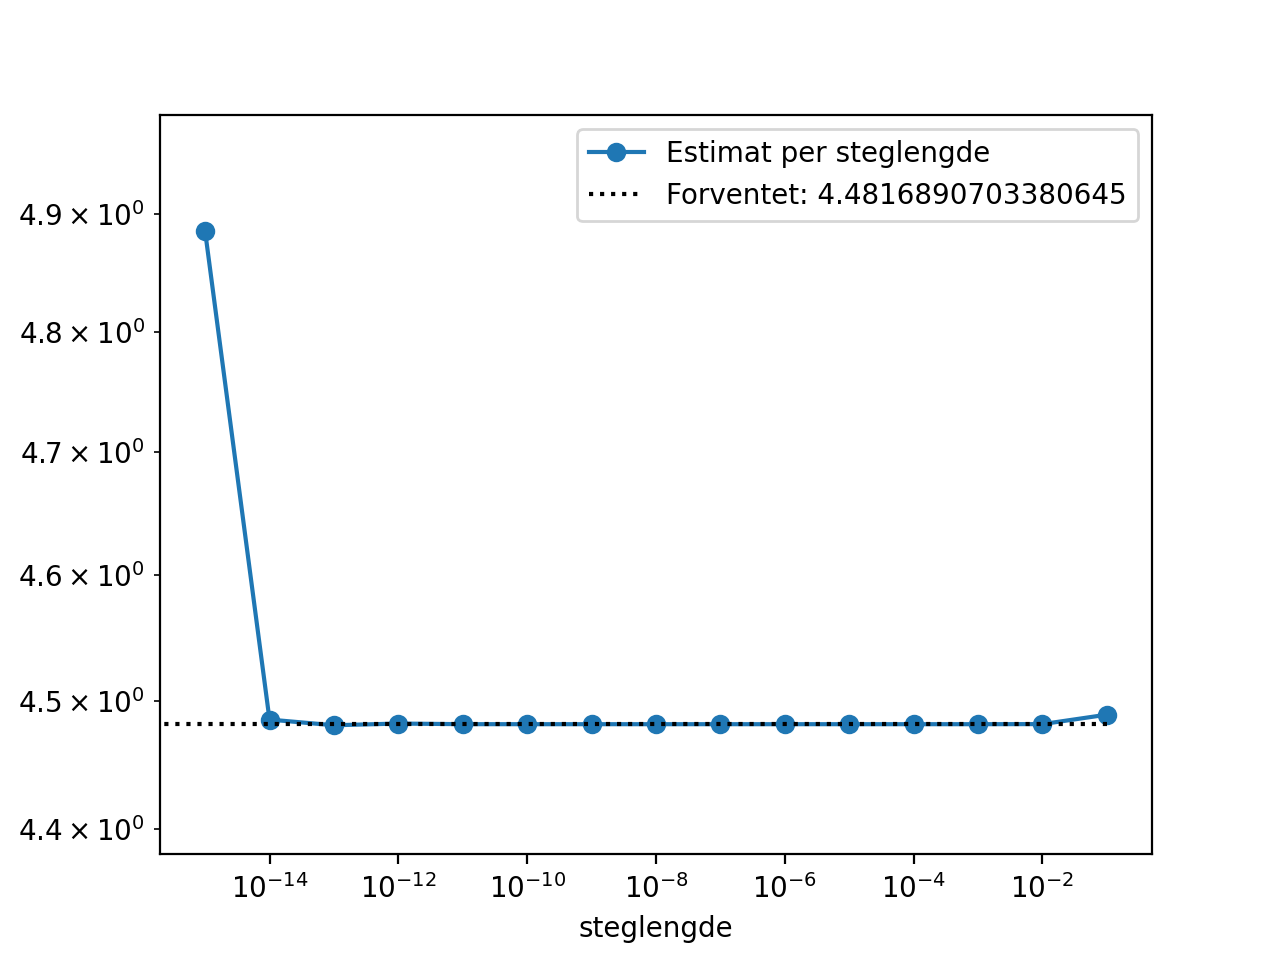 Estimat per steglengde
Forventet: 4.4816890703380645
4.9 × 10⁰
4.8 × 10⁰
4.7 × 10⁰
4.6 × 10⁰
4.5 × 10⁰
4.4 × 10⁰
10⁻¹⁴ 10⁻¹² 10⁻¹⁰ 10⁻⁸ 10⁻⁶ 10⁻⁴ 10⁻²
steglengde